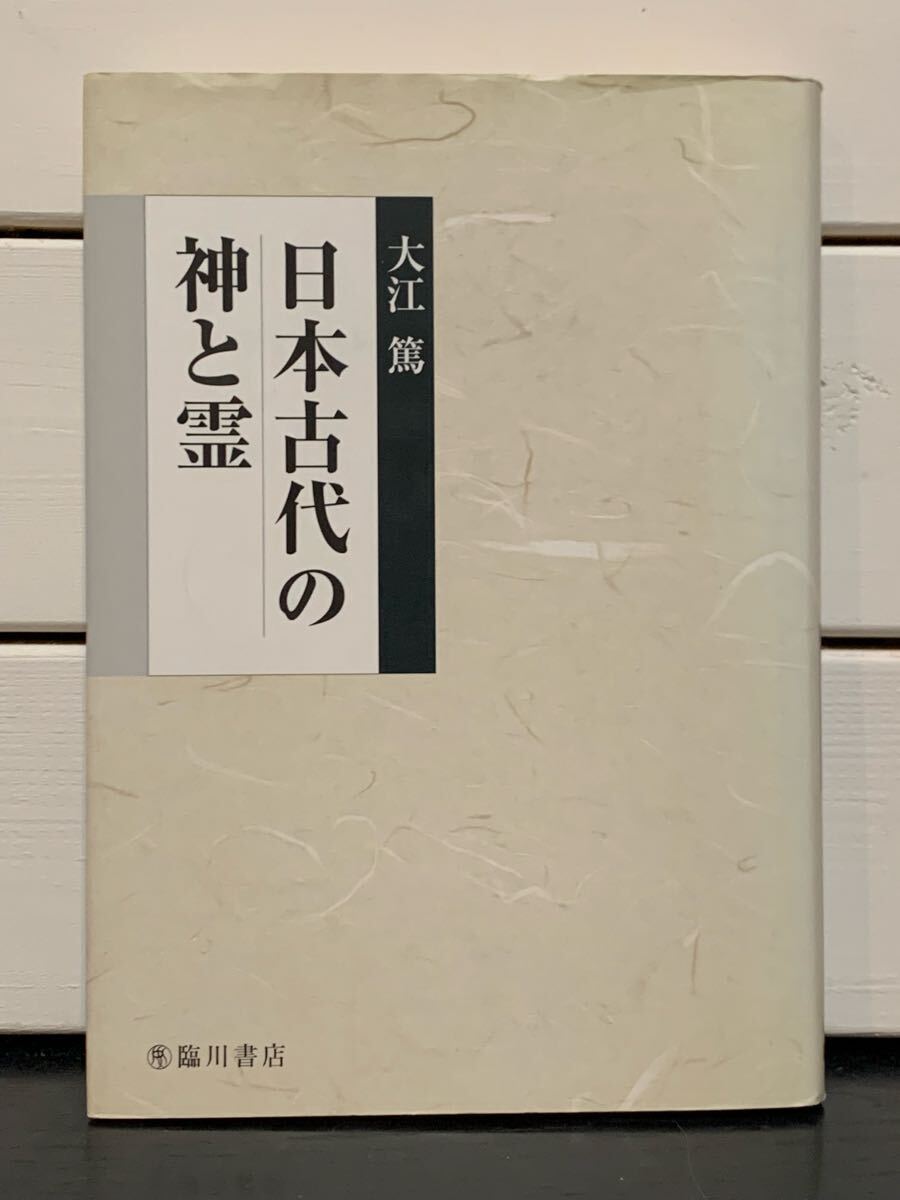 大江 篤
日本古代の
神と霊
臨川書店